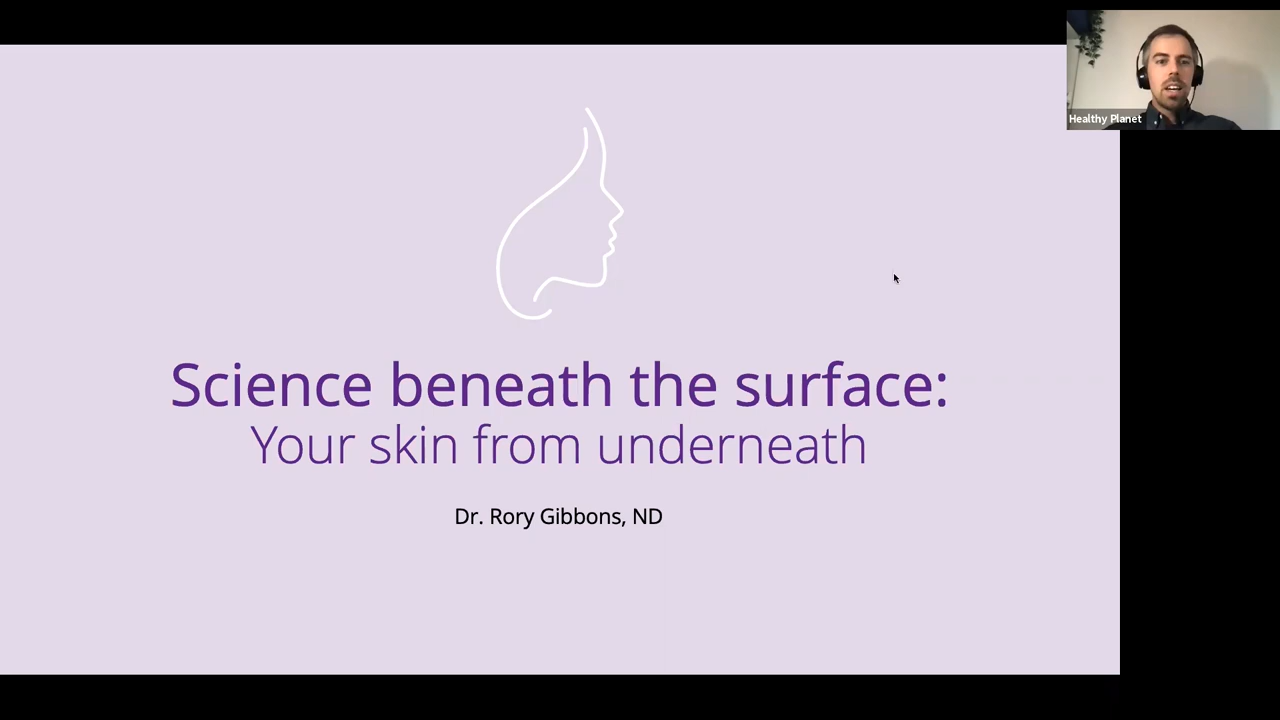 Healthy Planet
Science beneath the surface:
Your skin from underneath
Dr. Rory Gibbons, ND